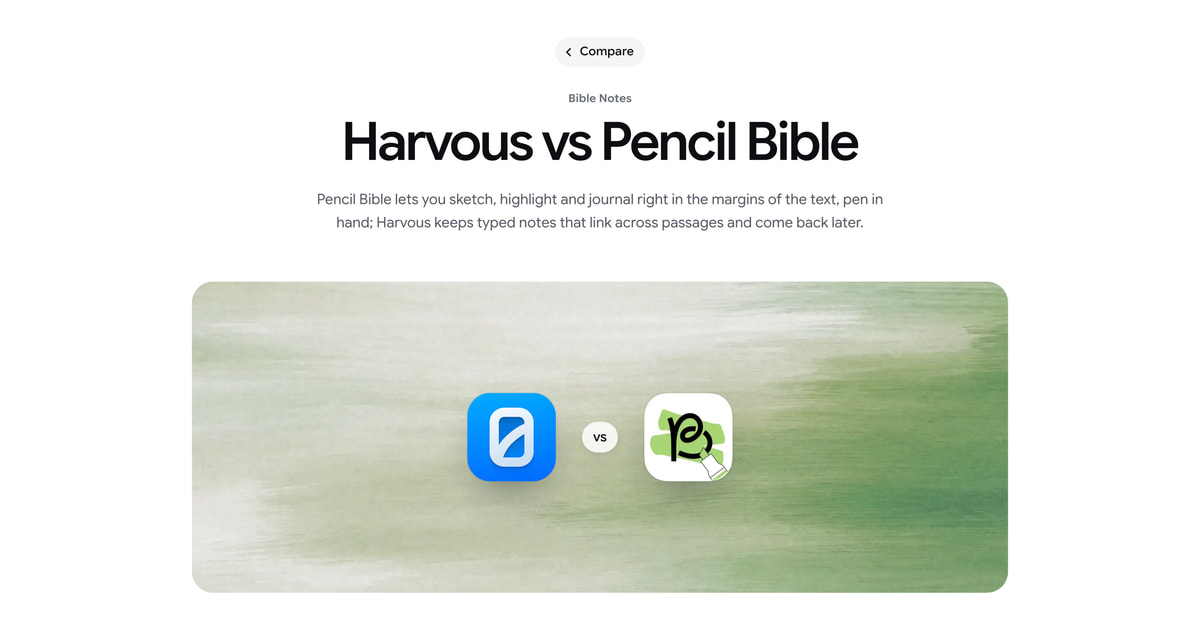 Compare
Bible Notes
Harvous vs Pencil Bible
Pencil Bible lets you sketch, highlight and journal right in the margins of the text, pen in
hand; Harvous keeps typed notes that link across passages and come back later.
vs